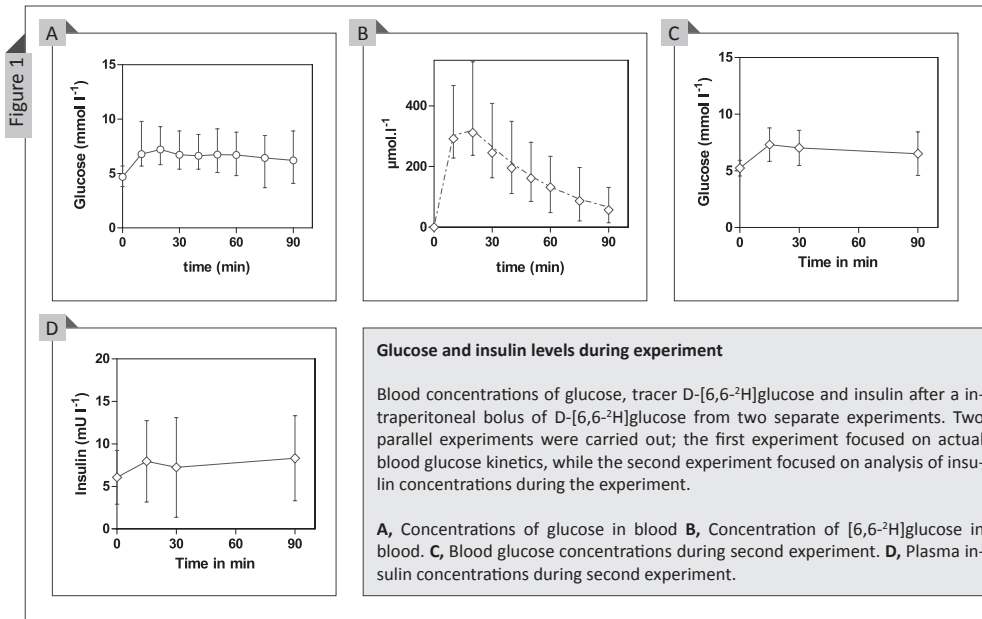 Figure 1
A
Glucose (mmol l⁻¹)
15
10
5
0
0 30 60 90
time (min)
B
µmol.l⁻¹
400
200
0
0 30 60 90
time (min)
C
Glucose (mmol l⁻¹)
15
10
5
0
0 30 60 90
Time in min
D
Insulin (mU l⁻¹)
20
15
10
5
0
0 30 60 90
Time in min
Glucose and insulin levels during experiment
Blood concentrations of glucose, tracer D-[6,6-²H]glucose and insulin after a in-
traperitoneal bolus of D-[6,6-²H]glucose from two separate experiments. Two
parallel experiments were carried out; the first experiment focused on actual
blood glucose kinetics, while the second experiment focused on analysis of insu-
lin concentrations during the experiment.
A, Concentrations of glucose in blood B, Concentration of [6,6-²H]glucose in
blood. C, Blood glucose concentrations during second experiment. D, Plasma in-
sulin concentrations during second experiment.